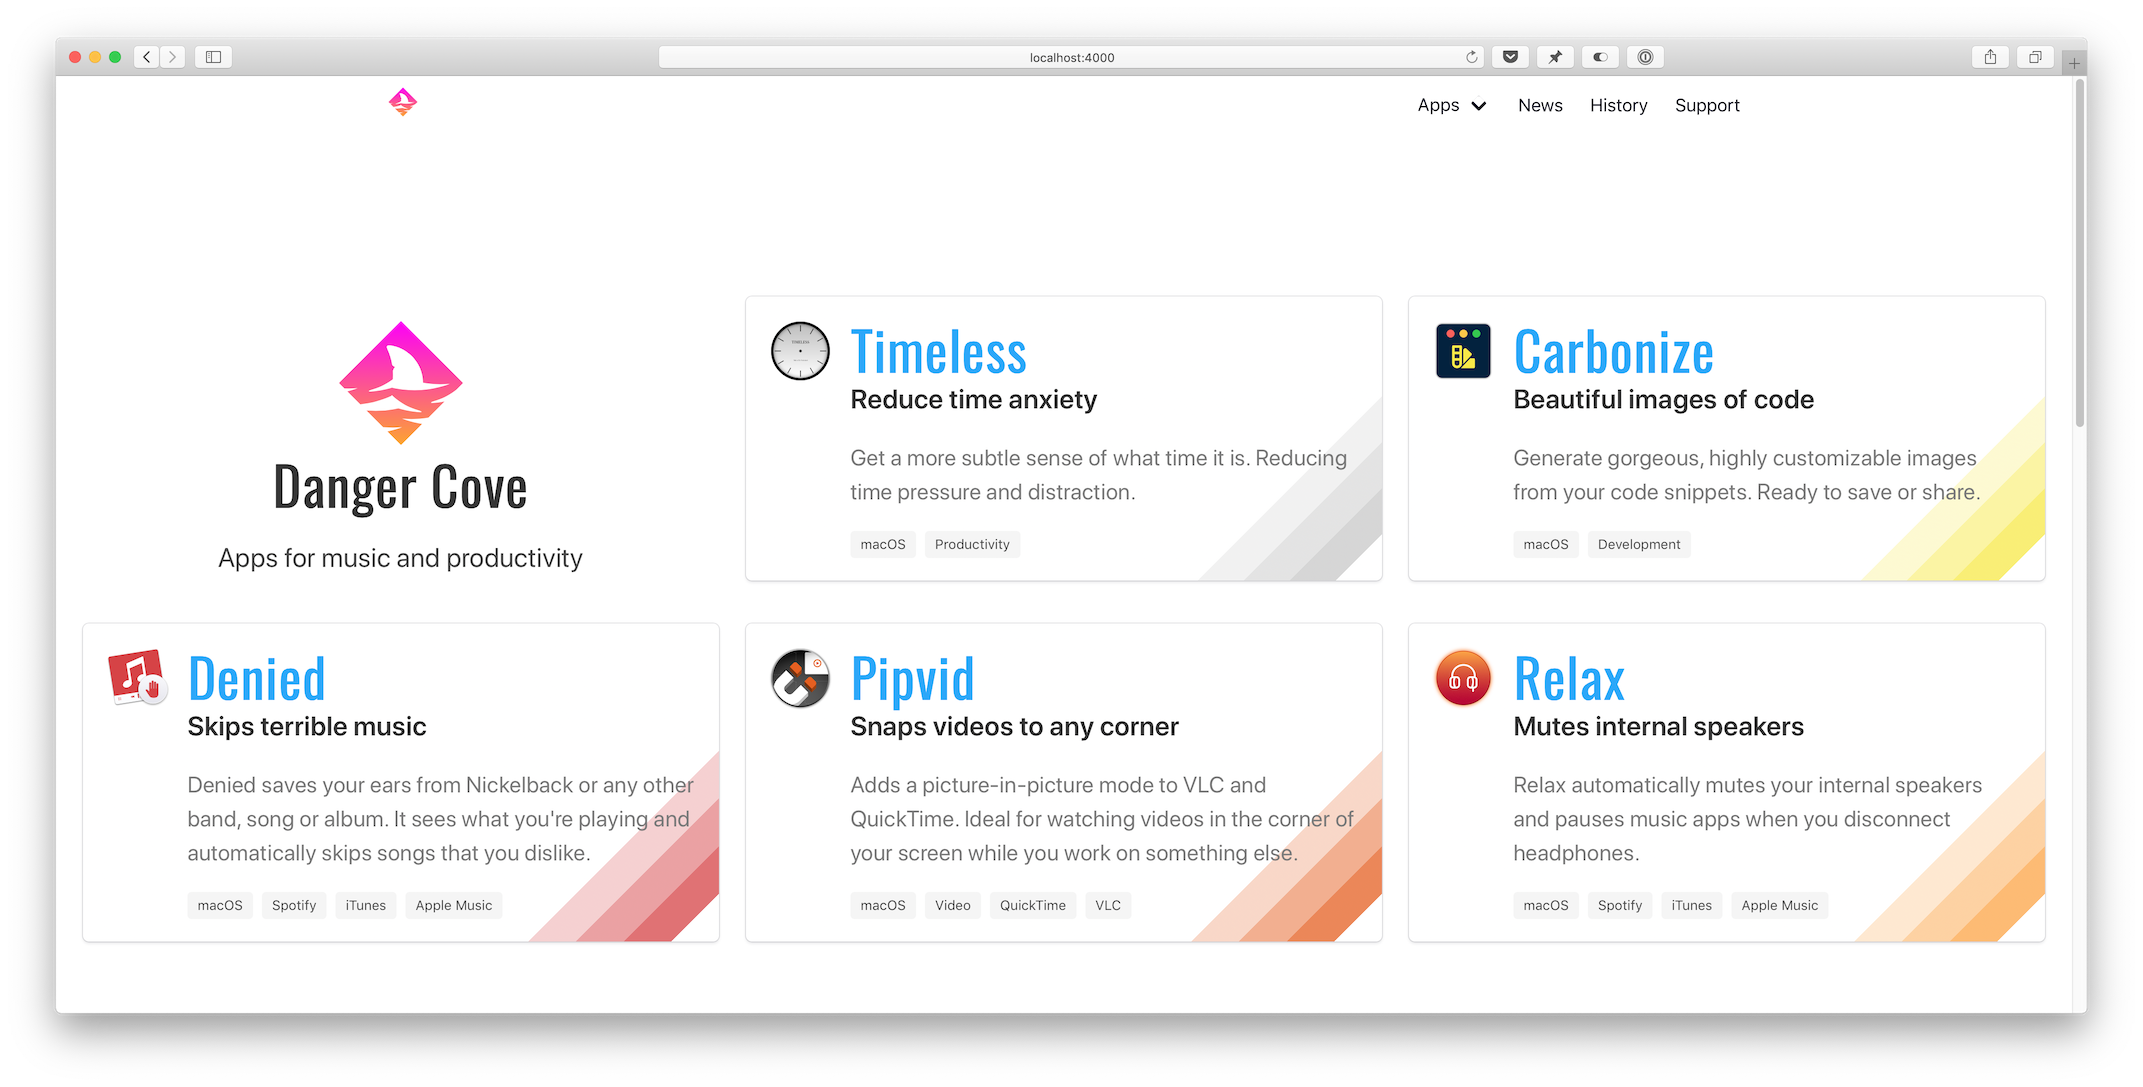 localhost:4000
Apps
News
History
Support
Danger Cove
Apps for music and productivity
Timeless
Reduce time anxiety
Get a more subtle sense of what time it is. Reducing
time pressure and distraction.
macOS
Productivity
Carbonize
Beautiful images of code
Generate gorgeous, highly customizable images
from your code snippets. Ready to save or share.
macOS
Development
Denied
Skips terrible music
Denied saves your ears from Nickelback or any other
band, song or album. It sees what you're playing and
automatically skips songs that you dislike.
macOS
Spotify
iTunes
Apple Music
Pipvid
Snaps videos to any corner
Adds a picture-in-picture mode to VLC and
QuickTime. Ideal for watching videos in the corner of
your screen while you work on something else.
macOS
Video
QuickTime
VLC
Relax
Mutes internal speakers
Relax automatically mutes your internal speakers
and pauses music apps when you disconnect
headphones.
macOS
Spotify
iTunes
Apple Music